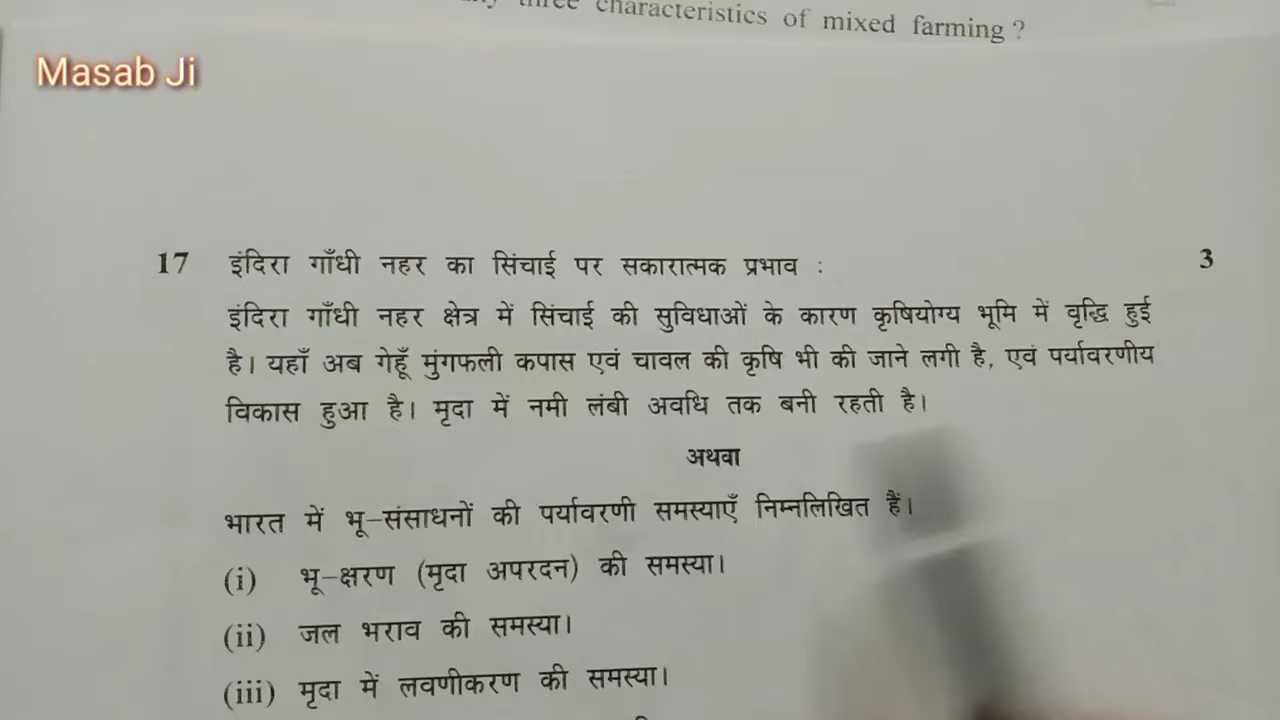 three characteristics of mixed farming ?
Masab Ji
17 इंदिरा गाँधी नहर का सिंचाई पर सकारात्मक प्रभाव : 3
इंदिरा गाँधी नहर क्षेत्र में सिंचाई की सुविधाओं के कारण कृषियोग्य भूमि में वृद्धि हुई
है। यहाँ अब गेहूँ मुंगफली कपास एवं चावल की कृषि भी की जाने लगी है, एवं पर्यावरणीय
विकास हुआ है। मृदा में नमी लंबी अवधि तक बनी रहती है।
अथवा
भारत में भू-संसाधनों की पर्यावरणी समस्याएँ निम्नलिखित हैं।
(i) भू-क्षरण (मृदा अपरदन) की समस्या।
(ii) जल भराव की समस्या।
(iii) मृदा में लवणीकरण की समस्या।